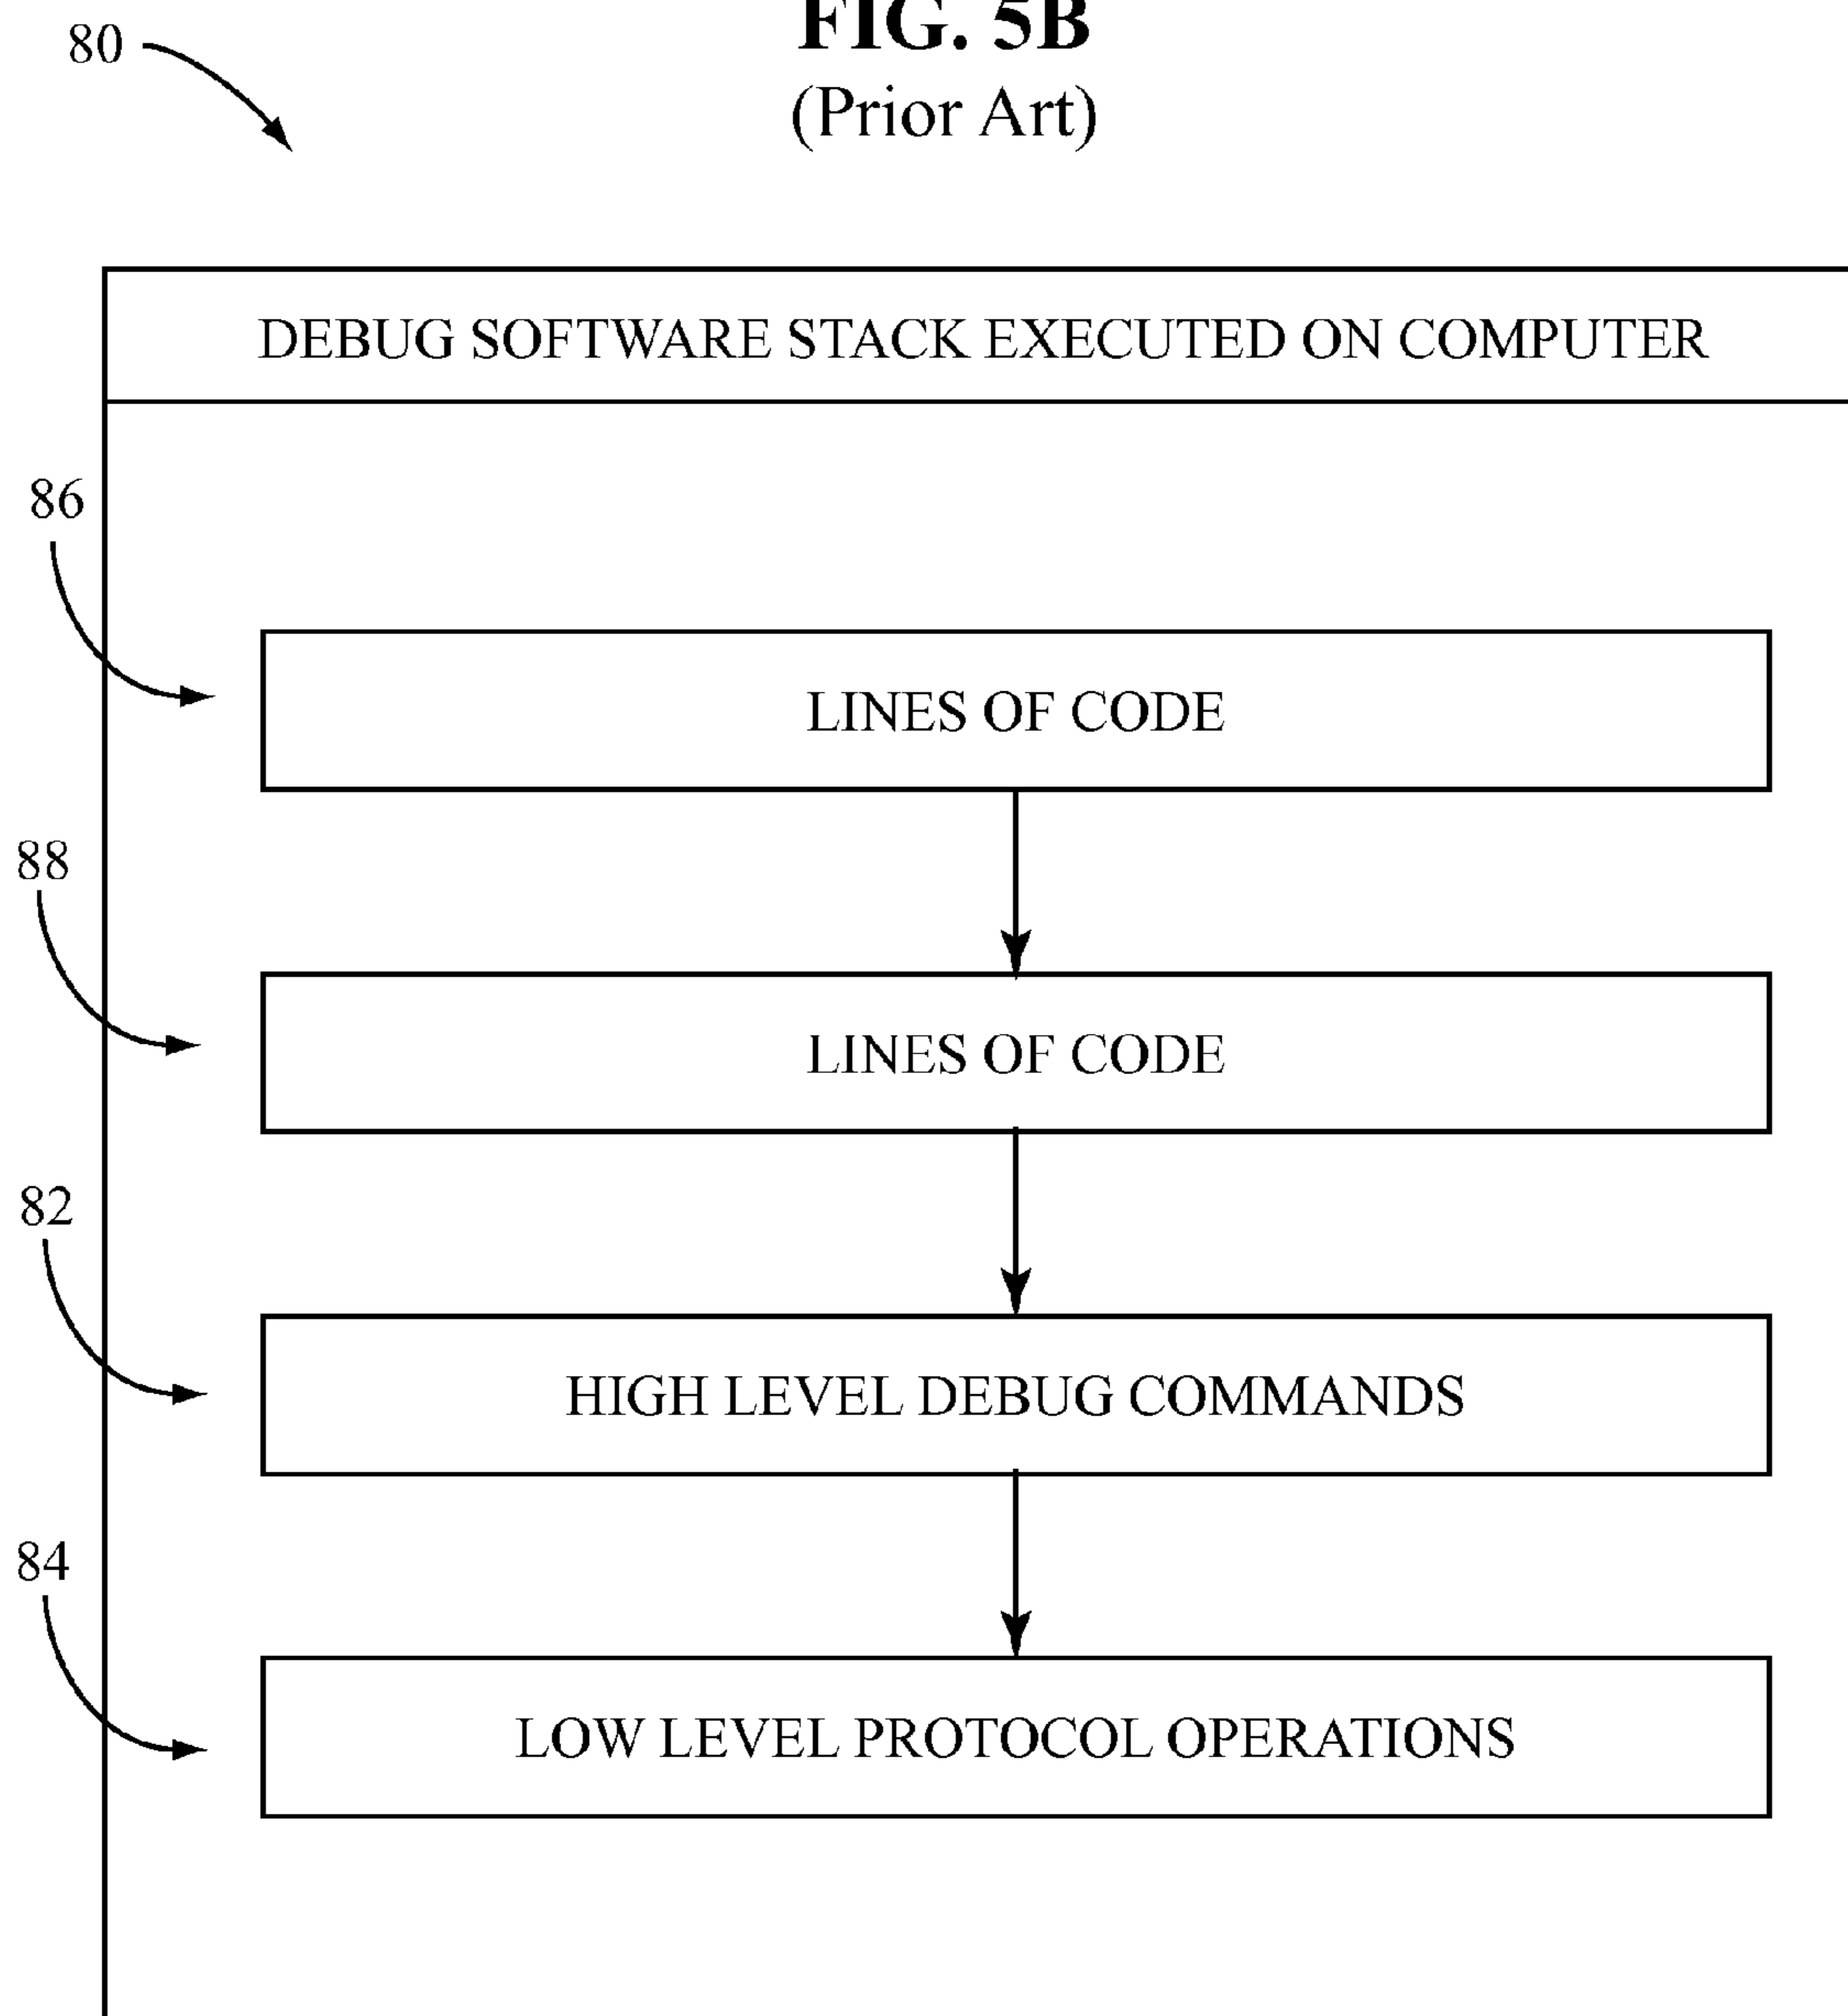 FIG. 5B
(Prior Art)
80
DEBUG SOFTWARE STACK EXECUTED ON COMPUTER
86
LINES OF CODE
88
LINES OF CODE
82
HIGH LEVEL DEBUG COMMANDS
84
LOW LEVEL PROTOCOL OPERATIONS